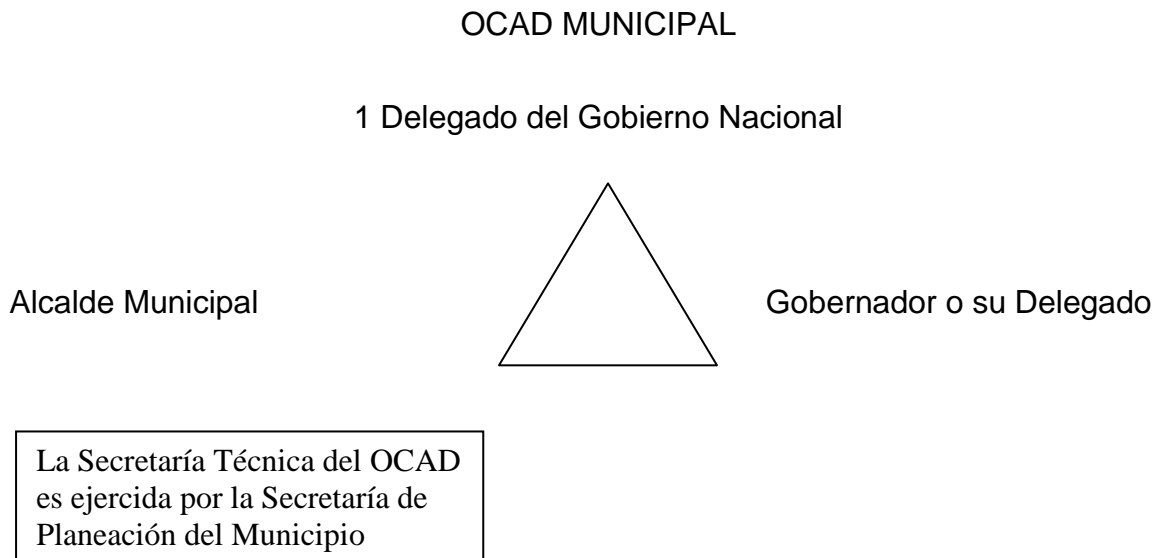 OCAD MUNICIPAL
1 Delegado del Gobierno Nacional
Alcalde Municipal
Gobernador o su Delegado
La Secretaría Técnica del OCAD
es ejercida por la Secretaría de
Planeación del Municipio